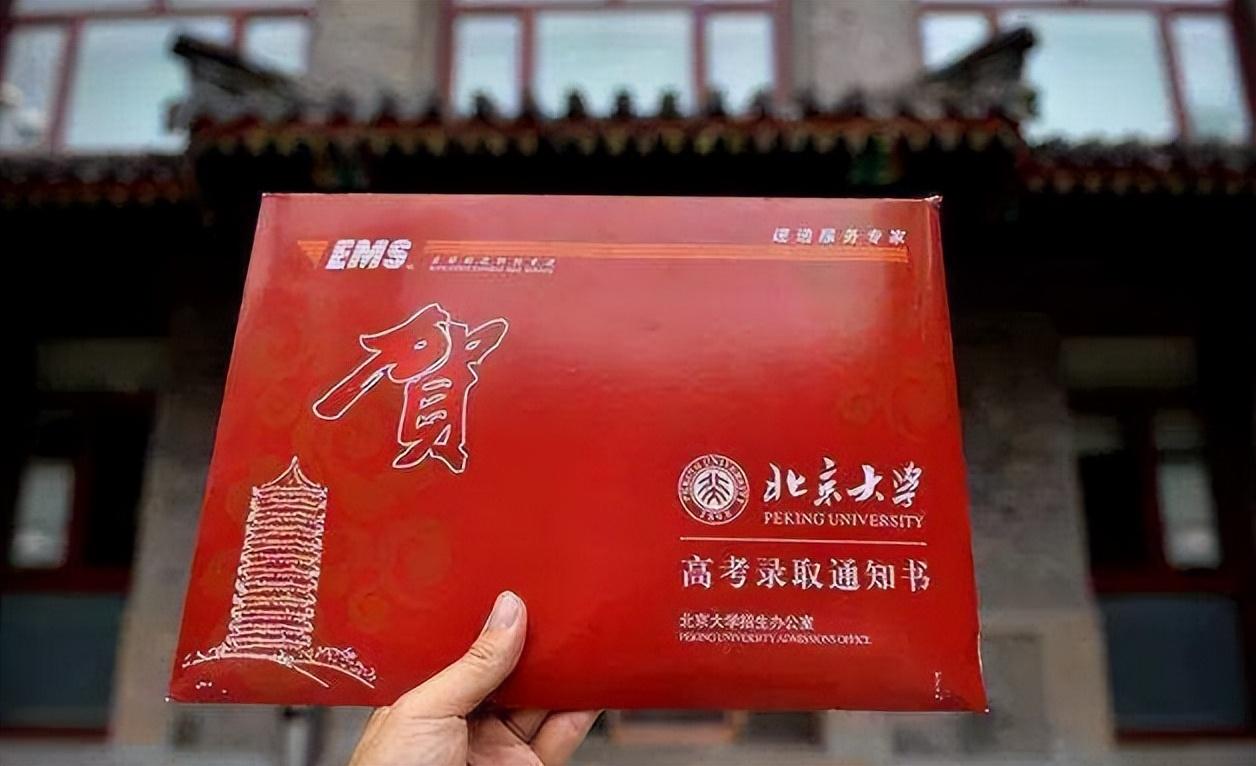 EMS
速递服务专家
賀
北京大学
PEKING UNIVERSITY
高考录取通知书
北京大学招生办公室
PEKING UNIVERSITY ADMISSIONS OFFICE